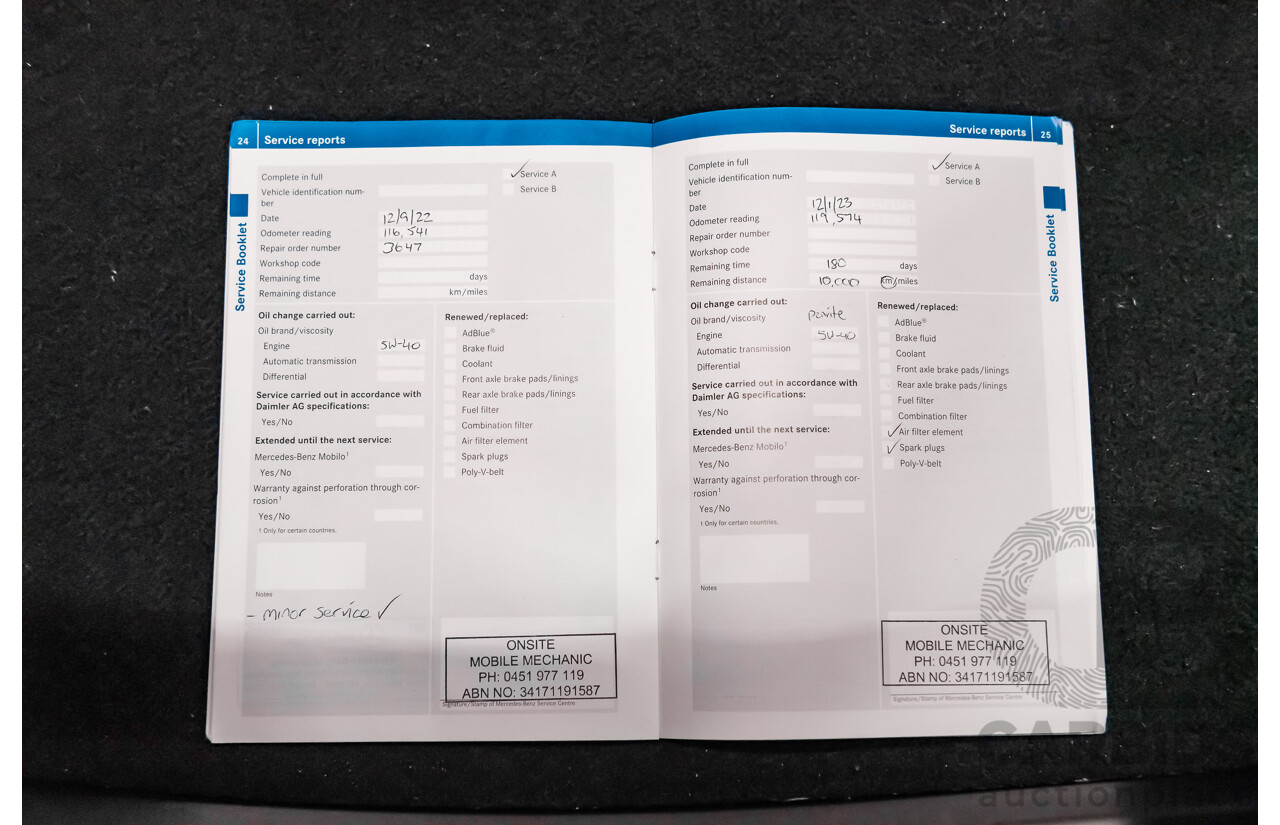 24 Service reports
Service Booklet
Complete in full
Service A
Service B
Vehicle identification num-
ber
Date 12/9/22
Odometer reading 116,541
Repair order number 3647
Workshop code
Remaining time days
Remaining distance km/miles
Oil change carried out:
Oil brand/viscosity
Engine 5W-40
Automatic transmission
Differential
Service carried out in accordance with
Daimler AG specifications:
Yes/No
Extended until the next service:
Mercedes-Benz Mobilo¹
Yes/No
Warranty against perforation through cor-
rosion¹
Yes/No
¹ Only for certain countries.
Notes
- minor service ✓
Renewed/replaced:
AdBlue®
Brake fluid
Coolant
Front axle brake pads/linings
Rear axle brake pads/linings
Fuel filter
Combination filter
Air filter element
Spark plugs
Poly-V-belt
ONSITE
MOBILE MECHANIC
PH: 0451 977 119
ABN NO: 34171191587
Signature/Stamp of Mercedes-Benz Service Centre
Service reports 25
Service Booklet
Complete in full
Service A
Service B
Vehicle identification num-
ber
Date 12/1/23
Odometer reading 119,574
Repair order number
Workshop code
Remaining time 180 days
Remaining distance 10,000 km/miles
Oil change carried out:
Oil brand/viscosity
Engine 5W-40
Automatic transmission
Differential
Service carried out in accordance with
Daimler AG specifications:
Yes/No
Extended until the next service:
Mercedes-Benz Mobilo¹
Yes/No
Warranty against perforation through cor-
rosion¹
Yes/No
¹ Only for certain countries.
Notes
Renewed/replaced:
AdBlue®
Brake fluid
Coolant
Front axle brake pads/linings
Rear axle brake pads/linings
Fuel filter
Combination filter
Air filter element
Spark plugs
Poly-V-belt
ONSITE
MOBILE MECHANIC
PH: 0451 977 119
ABN NO: 34171191587
Signature/Stamp of Mercedes-Benz Service Centre